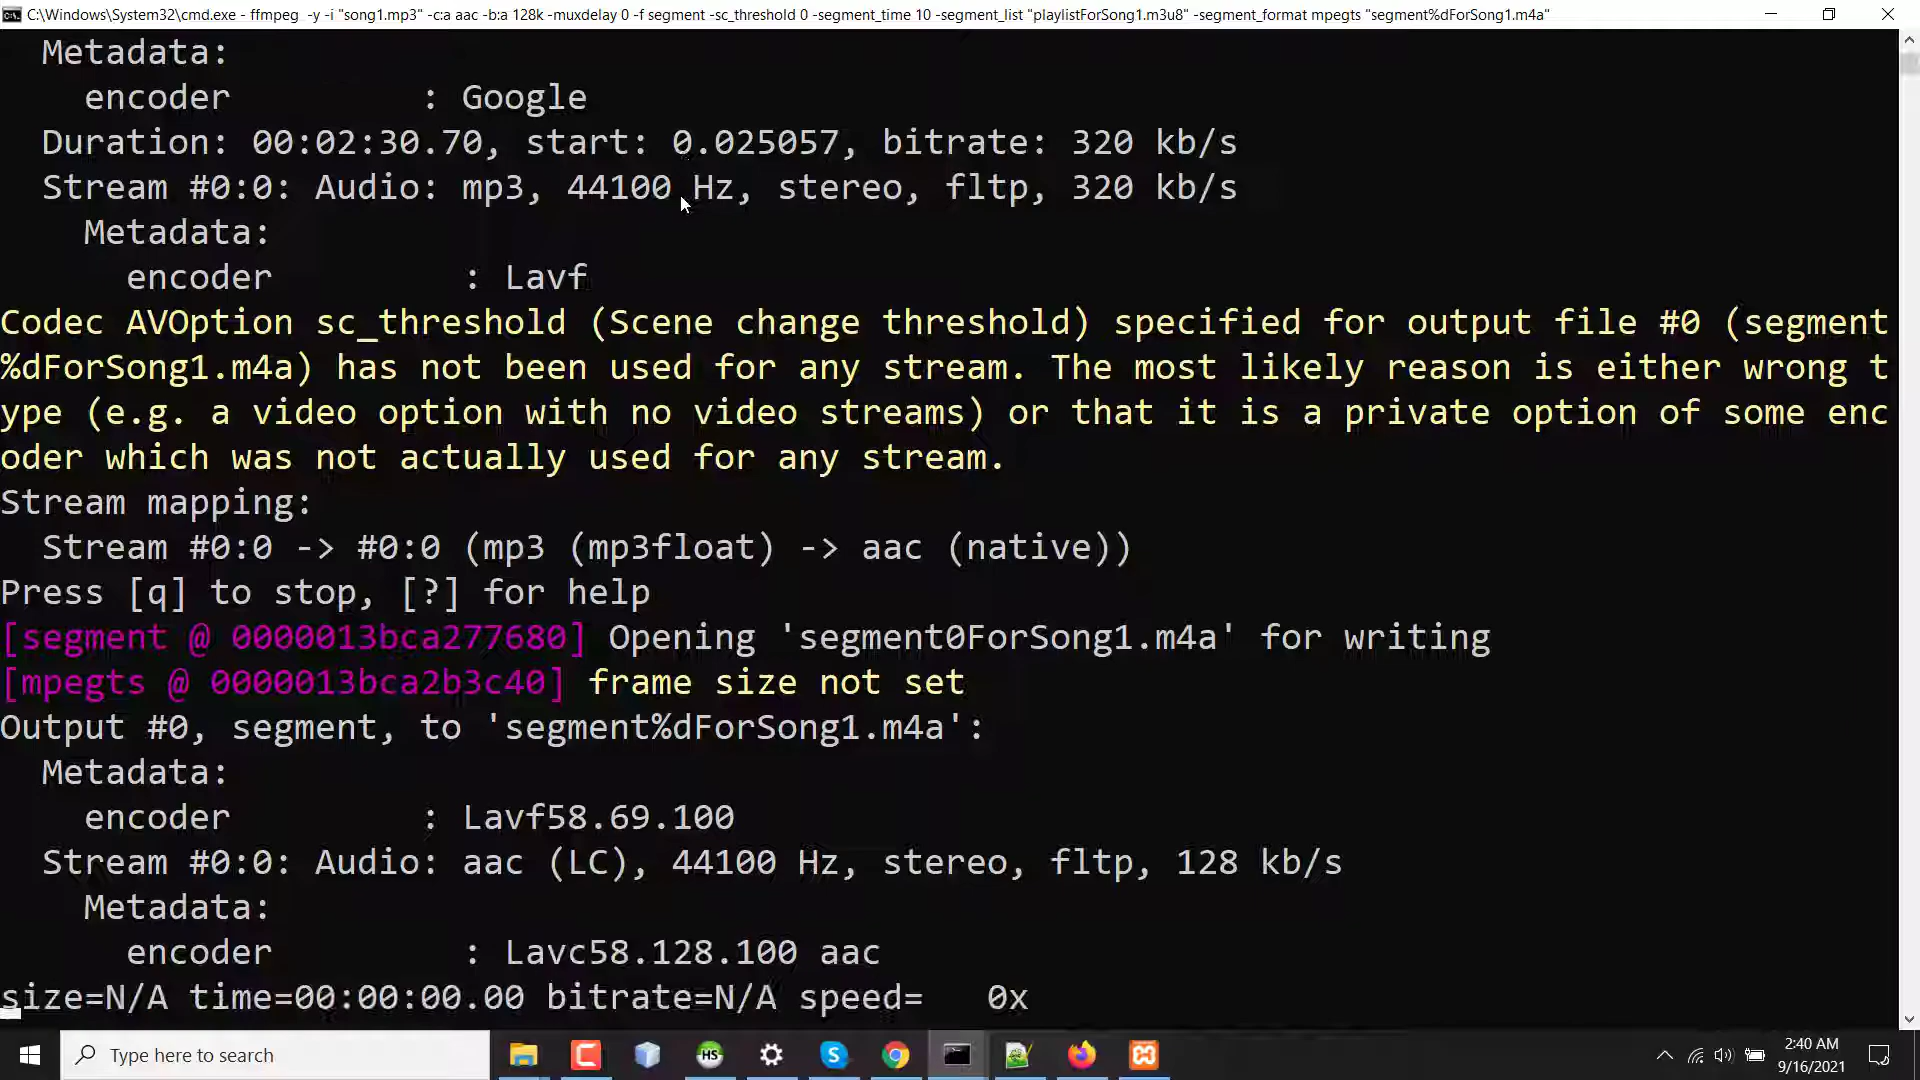 C:\Windows\System32\cmd.exe - ffmpeg -y -i "song1.mp3" -c:a aac -b:a 128k -muxdelay 0 -f segment -sc_threshold 0 -segment_time 10 -segment_list "playlistForSong1.m3u8" -segment_format mpegts "segment%dForSong1.m4a"
Metadata:
encoder : Google
Duration: 00:02:30.70, start: 0.025057, bitrate: 320 kb/s
Stream #0:0: Audio: mp3, 44100 Hz, stereo, fltp, 320 kb/s
Metadata:
encoder : Lavf
Codec AVOption sc_threshold (Scene change threshold) specified for output file #0 (segment
%dForSong1.m4a) has not been used for any stream. The most likely reason is either wrong t
ype (e.g. a video option with no video streams) or that it is a private option of some enc
oder which was not actually used for any stream.
Stream mapping:
Stream #0:0 -> #0:0 (mp3 (mp3float) -> aac (native))
Press [q] to stop, [?] for help
[segment @ 0000013bca277680] Opening 'segment0ForSong1.m4a' for writing
[mpegts @ 0000013bca2b3c40] frame size not set
Output #0, segment, to 'segment%dForSong1.m4a':
Metadata:
encoder : Lavf58.69.100
Stream #0:0: Audio: aac (LC), 44100 Hz, stereo, fltp, 128 kb/s
Metadata:
encoder : Lavc58.128.100 aac
size=N/A time=00:00:00.00 bitrate=N/A speed=   0x
Type here to search
HS
2:40 AM
9/16/2021